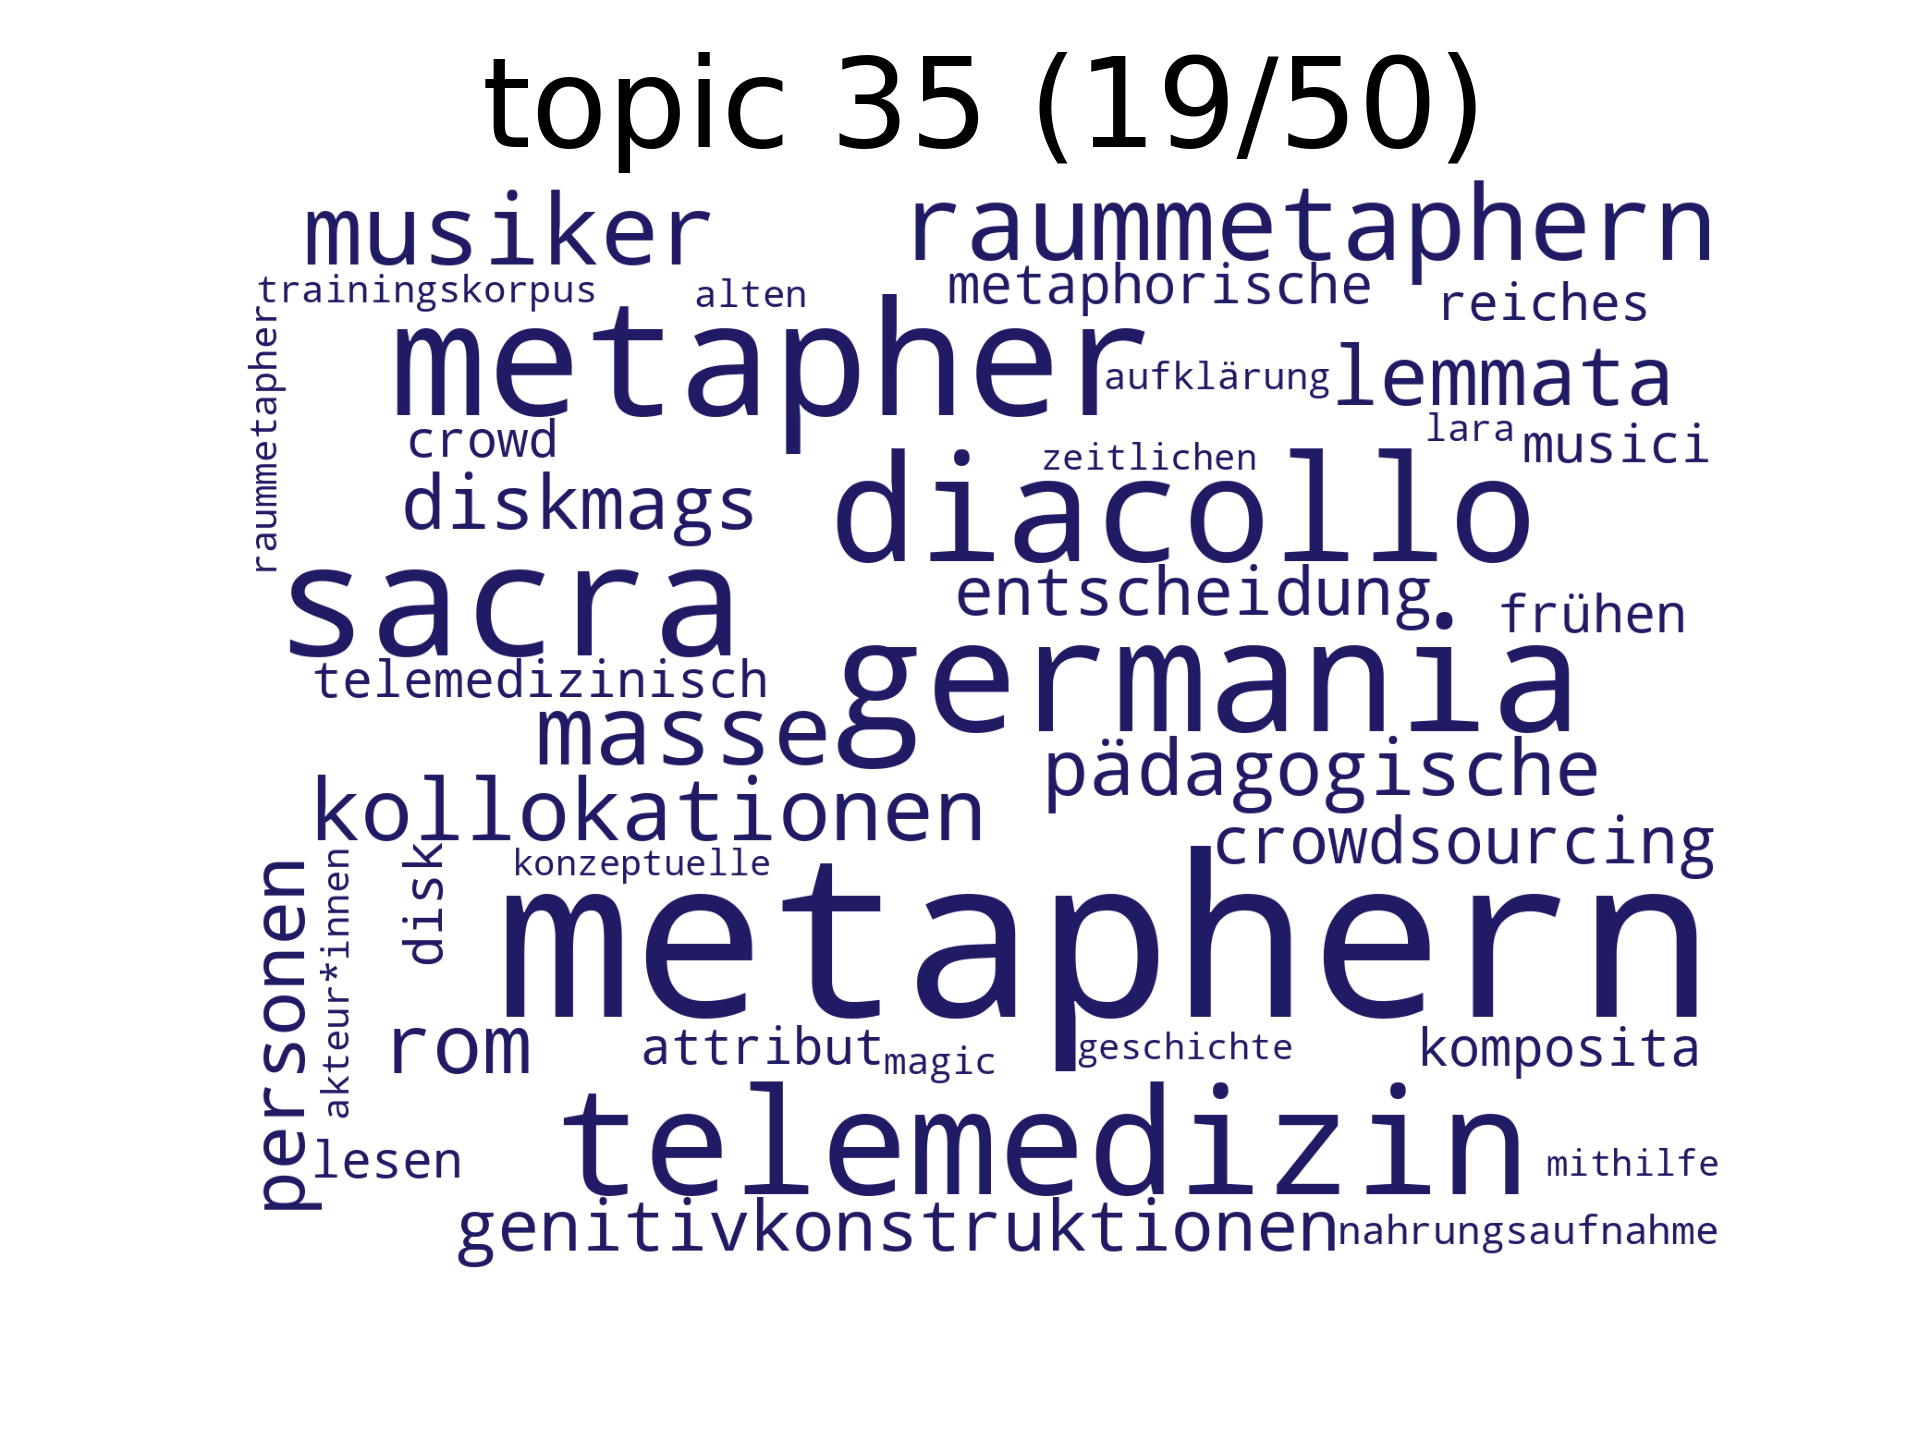 topic 35 (19/50)
musiker
raummetaphern
trainingskorpus
alten
metaphorische
reiches
raummetapher
metapher
aufklärung
lemmata
crowd
lara
musici
zeitlichen
diskmags
diacollo
sacra
entscheidung
frühen
telemedizinisch
germania
masse
pädagogische
kollokationen
crowdsourcing
personen
akteur*innen
disk
konzeptuelle
metaphern
rom
attribut
magic
geschichte
komposita
telemedizin
lesen
mithilfe
genitivkonstruktionen
nahrungsaufnahme